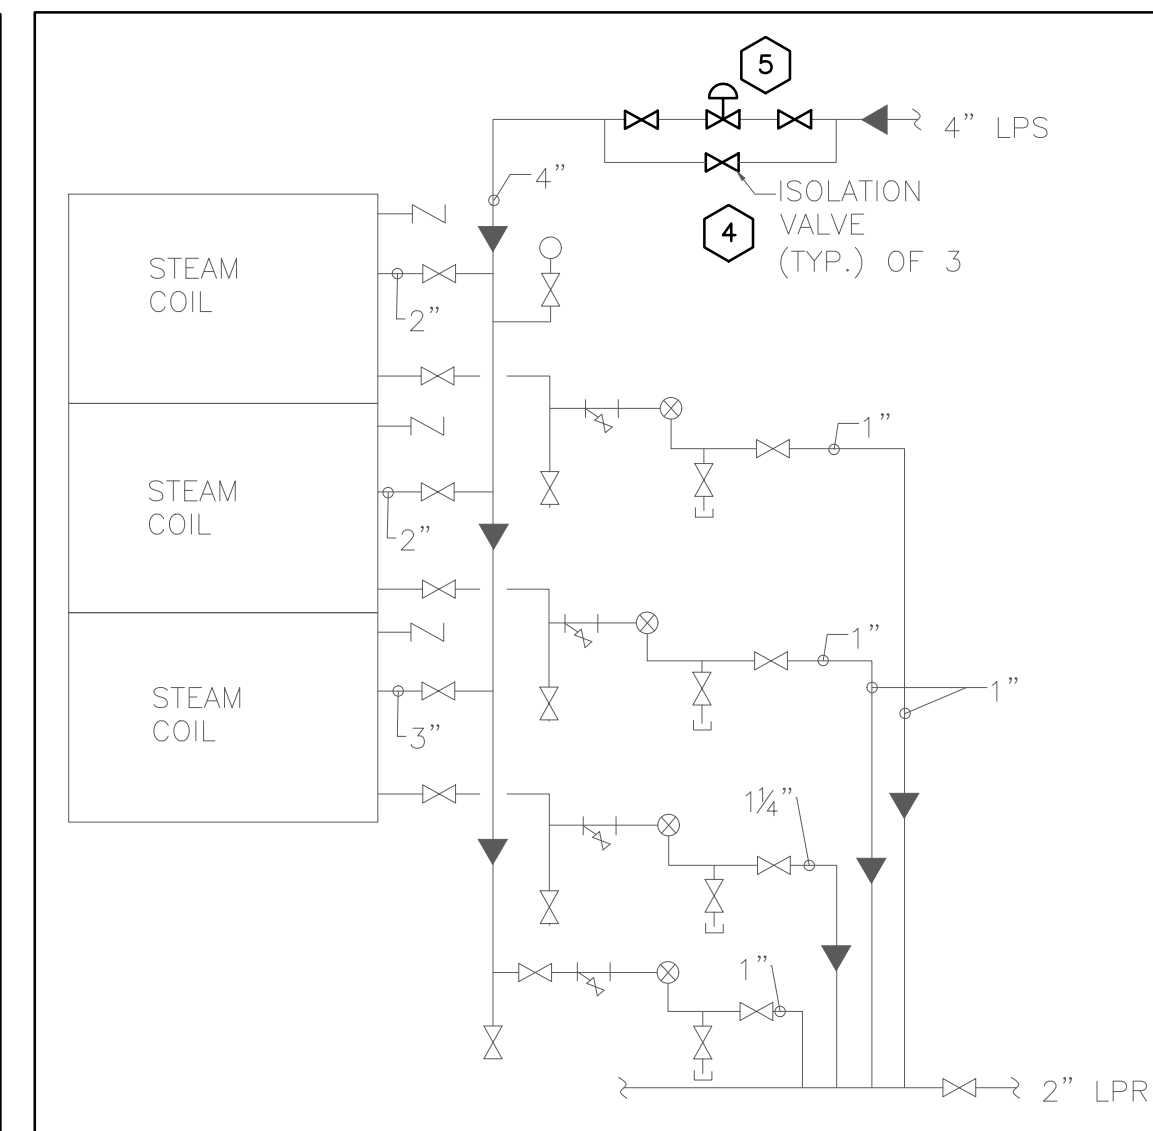 5
4” LPS
4”
ISOLATION
VALVE
(TYP.) OF 3
4
STEAM
COIL
2”
1”
STEAM
COIL
2”
1”
1”
STEAM
COIL
3”
1¼”
1”
2” LPR